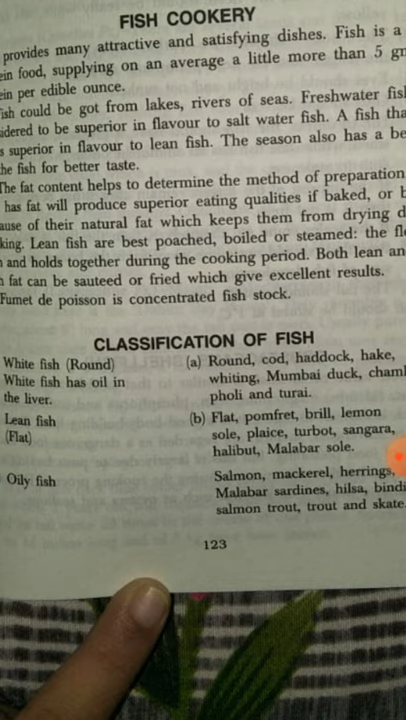 FISH COOKERY
provides many attractive and satisfying dishes. Fish is a
ein food, supplying on an average a little more than 5 gr
ein per edible ounce.
ish could be got from lakes, rivers of seas. Freshwater fis
idered to be superior in flavour to salt water fish. A fish tha
s superior in flavour to lean fish. The season also has a be
he fish for better taste.
The fat content helps to determine the method of preparation
has fat will produce superior eating qualities if baked, or b
ause of their natural fat which keeps them from drying d
king. Lean fish are best poached, boiled or steamed: the fle
and holds together during the cooking period. Both lean an
fat can be sauteed or fried which give excellent results.
Fumet de poisson is concentrated fish stock.
CLASSIFICATION OF FISH
White fish (Round) (a) Round, cod, haddock, hake,
White fish has oil in whiting, Mumbai duck, chaml
the liver. pholi and turai.
Lean fish (b) Flat, pomfret, brill, lemon
(Flat) sole, plaice, turbot, sangara,
halibut, Malabar sole.
Oily fish Salmon, mackerel, herrings,
Malabar sardines, hilsa, bindi
salmon trout, trout and skate.
123